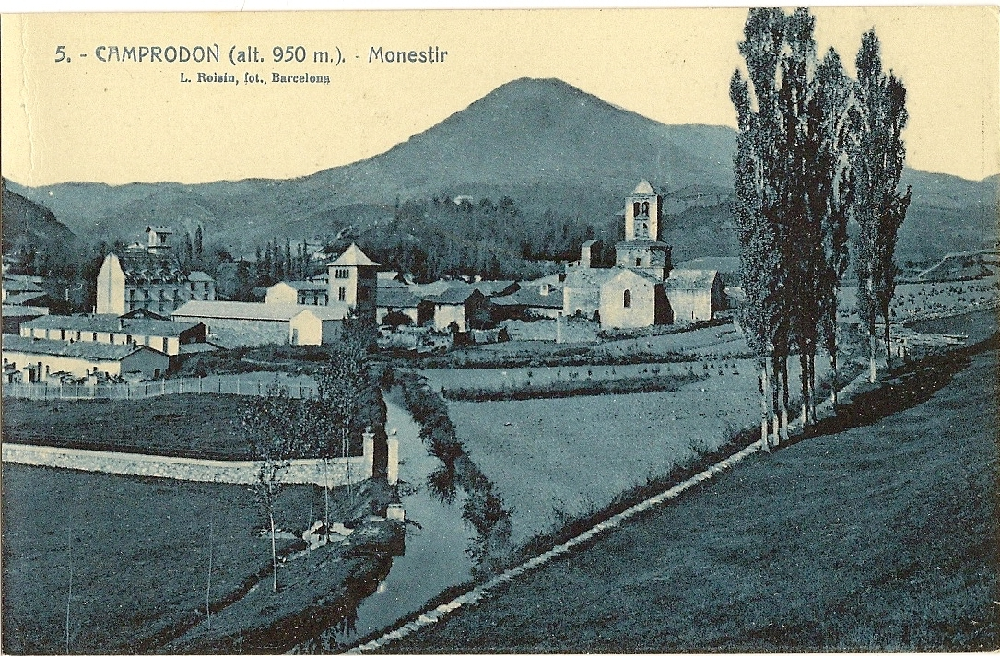 5. - CAMPRODON (alt. 950 m.). - Monestir
L. Roisin, fot., Barcelona